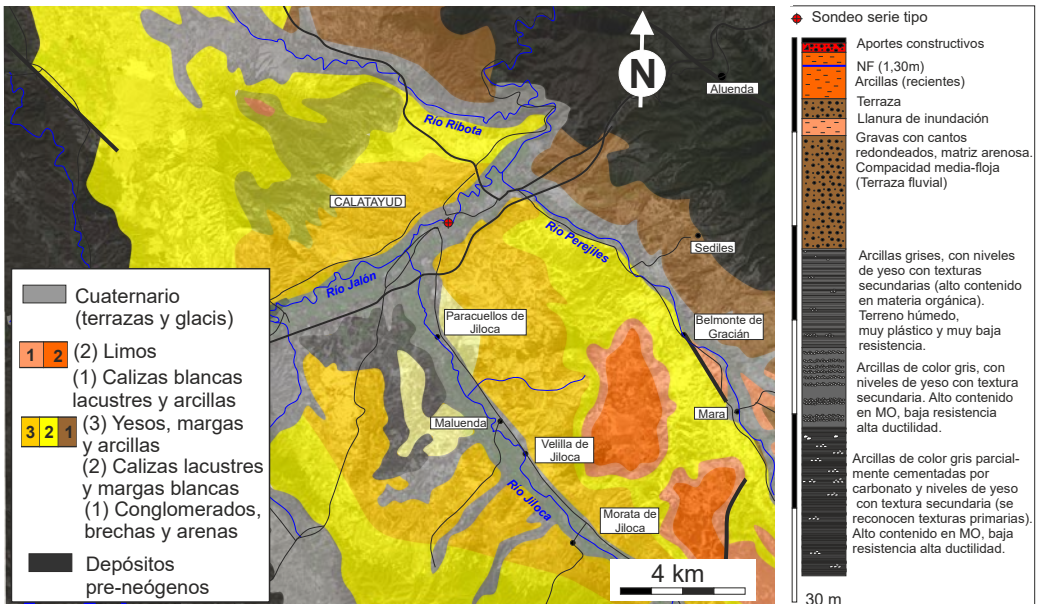 N
Aluenda
Río Ribota
CALATAYUD
Río Perejiles
Sediles
Río Jalón
Paracuellos de
Jiloca
Belmonte de
Gracián
Maluenda
Mara
Velilla de
Jiloca
Río Jiloca
Morata de
Jiloca
4 km
Cuaternario
(terrazas y glacis)
1 2 (2) Limos
(1) Calizas blancas
lacustres y arcillas
3 2 1 (3) Yesos, margas
y arcillas
(2) Calizas lacustres
y margas blancas
(1) Conglomerados,
brechas y arenas
Depósitos
pre-neógenos
Sondeo serie tipo
Aportes constructivos
NF (1,30m)
Arcillas (recientes)
Terraza
Llanura de inundación
Gravas con cantos
redondeados, matriz arenosa.
Compacidad media-floja
(Terraza fluvial)
Arcillas grises, con niveles
de yeso con texturas
secundarias (alto contenido
en materia orgánica).
Terreno húmedo,
muy plástico y muy baja
resistencia.
Arcillas de color gris, con
niveles de yeso con textura
secundaria. Alto contenido
en MO, baja resistencia
alta ductilidad.
Arcillas de color gris parcial-
mente cementadas por
carbonato y niveles de yeso
con textura secundaria (se
reconocen texturas primarias).
Alto contenido en MO, baja
resistencia alta ductilidad.
30 m